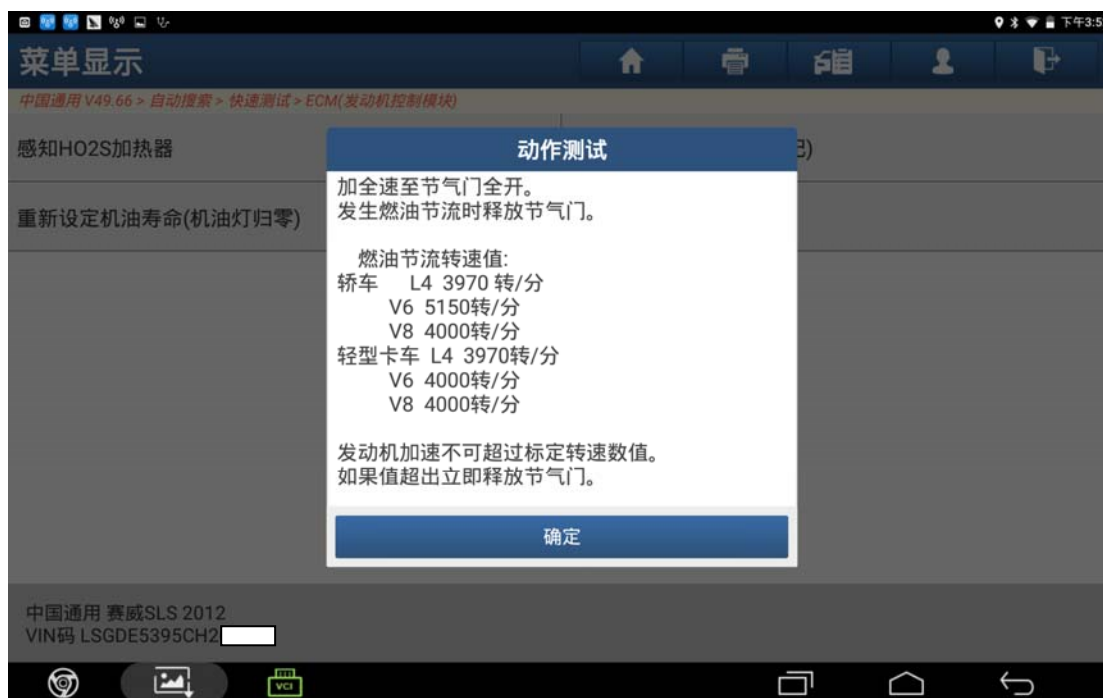 下午3:5
菜单显示
中国通用 V49.66 > 自动搜索 > 快速测试 > ECM(发动机控制模块)
感知HO2S加热器
重新设定机油寿命(机油灯归零)
动作测试
加全速至节气门全开。
发生燃油节流时释放节气门。
燃油节流转速值:
轿车 L4 3970 转/分
V6 5150转/分
V8 4000转/分
轻型卡车 L4 3970转/分
V6 4000转/分
V8 4000转/分
发动机加速不可超过标定转速数值。
如果值超出立即释放节气门。
确定
中国通用 赛威SLS 2012
VIN码 LSGDE5395CH2
VCI